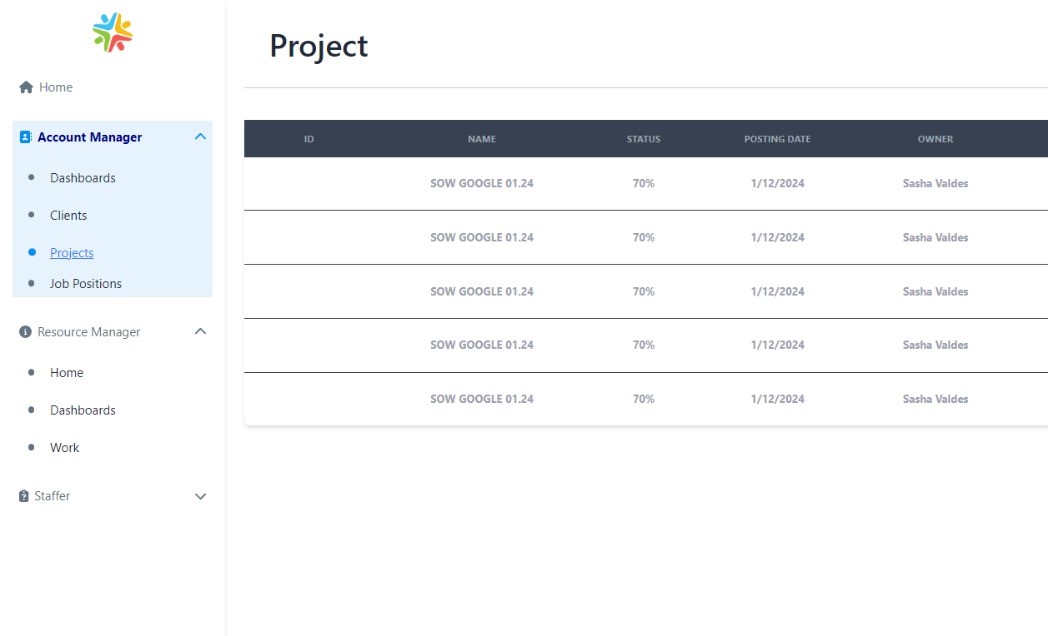 Project
Home
Account Manager
Dashboards
Clients
Projects
Job Positions
Resource Manager
Home
Dashboards
Work
Staffer
ID NAME STATUS POSTING DATE OWNER
SOW GOOGLE 01.24 70% 1/12/2024 Sasha Valdes
SOW GOOGLE 01.24 70% 1/12/2024 Sasha Valdes
SOW GOOGLE 01.24 70% 1/12/2024 Sasha Valdes
SOW GOOGLE 01.24 70% 1/12/2024 Sasha Valdes
SOW GOOGLE 01.24 70% 1/12/2024 Sasha Valdes